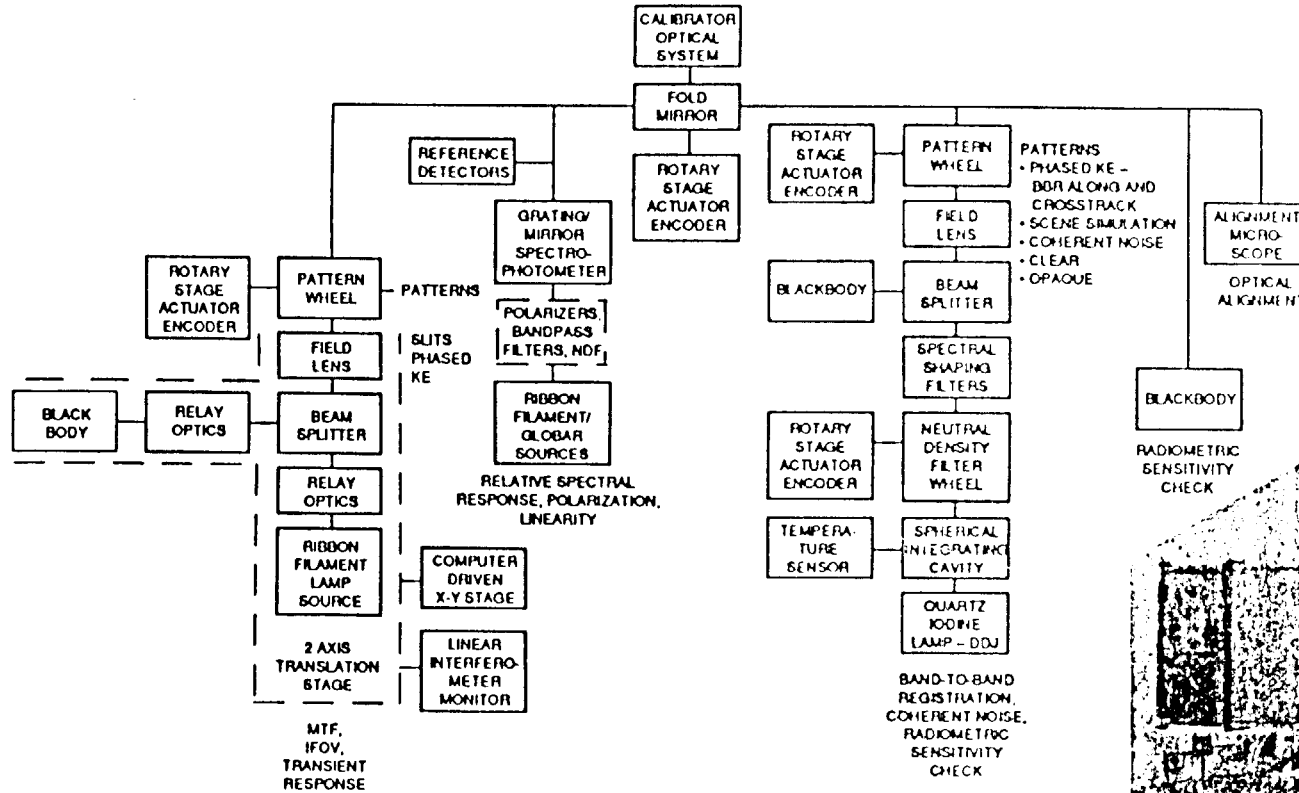 CALIBRATOR
OPTICAL
SYSTEM
FOLD
MIRROR
ROTARY
STAGE
ACTUATOR
ENCODER
REFERENCE
DETECTORS
GRATING/
MIRROR
SPECTRO-
PHOTOMETER
POLARIZERS,
BANDPASS
FILTERS, NDF
RIBBON
FILAMENT/
GLOBAR
SOURCES
RELATIVE SPECTRAL
RESPONSE, POLARIZATION,
LINEARITY
ROTARY
STAGE
ACTUATOR
ENCODER
PATTERN
WHEEL
PATTERNS
SLITS
PHASED
KE
FIELD
LENS
BLACK
BODY
RELAY
OPTICS
BEAM
SPLITTER
RELAY
OPTICS
RIBBON
FILAMENT
LAMP
SOURCE
2 AXIS
TRANSLATION
STAGE
COMPUTER
DRIVEN
X-Y STAGE
LINEAR
INTERFERO-
METER
MONITOR
MTF,
IFOV,
TRANSIENT
RESPONSE
ROTARY
STAGE
ACTUATOR
ENCODER
PATTERN
WHEEL
PATTERNS
• PHASED KE –
BBR ALONG AND
CROSSTRACK
• SCENE SIMULATION
• COHERENT NOISE
• CLEAR
• OPAQUE
FIELD
LENS
BLACKBODY
BEAM
SPLITTER
SPECTRAL
SHAPING
FILTERS
ROTARY
STAGE
ACTUATOR
ENCODER
NEUTRAL
DENSITY
FILTER
WHEEL
TEMPERA-
TURE
SENSOR
SPHERICAL
INTEGRATING
CAVITY
QUARTZ
IODINE
LAMP – DDJ
BAND-TO-BAND
REGISTRATION,
COHERENT NOISE,
RADIOMETRIC
SENSITIVITY
CHECK
BLACKBODY
RADIOMETRIC
SENSITIVITY
CHECK
ALIGNMENT
MICRO-
SCOPE
OPTICAL
ALIGNMENT